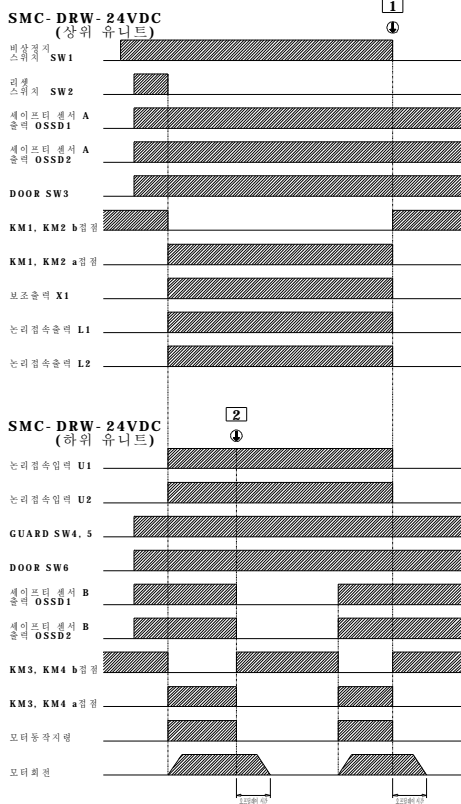 SMC-DRW-24VDC
(상위 유니트)
1
비상정지
스위치 SW1
리셋
스위치 SW2
세이프티 센서 A
출력 OSSD1
세이프티 센서 A
출력 OSSD2
DOOR SW3
KM1, KM2 b접점
KM1, KM2 a접점
보조출력 X1
논리접속출력 L1
논리접속출력 L2
SMC-DRW-24VDC
(하위 유니트)
2
논리접속입력 U1
논리접속입력 U2
GUARD SW4, 5
DOOR SW6
세이프티 센서 B
출력 OSSD1
세이프티 센서 B
출력 OSSD2
KM3, KM4 b접점
KM3, KM4 a접점
모터동작지령
모터회전